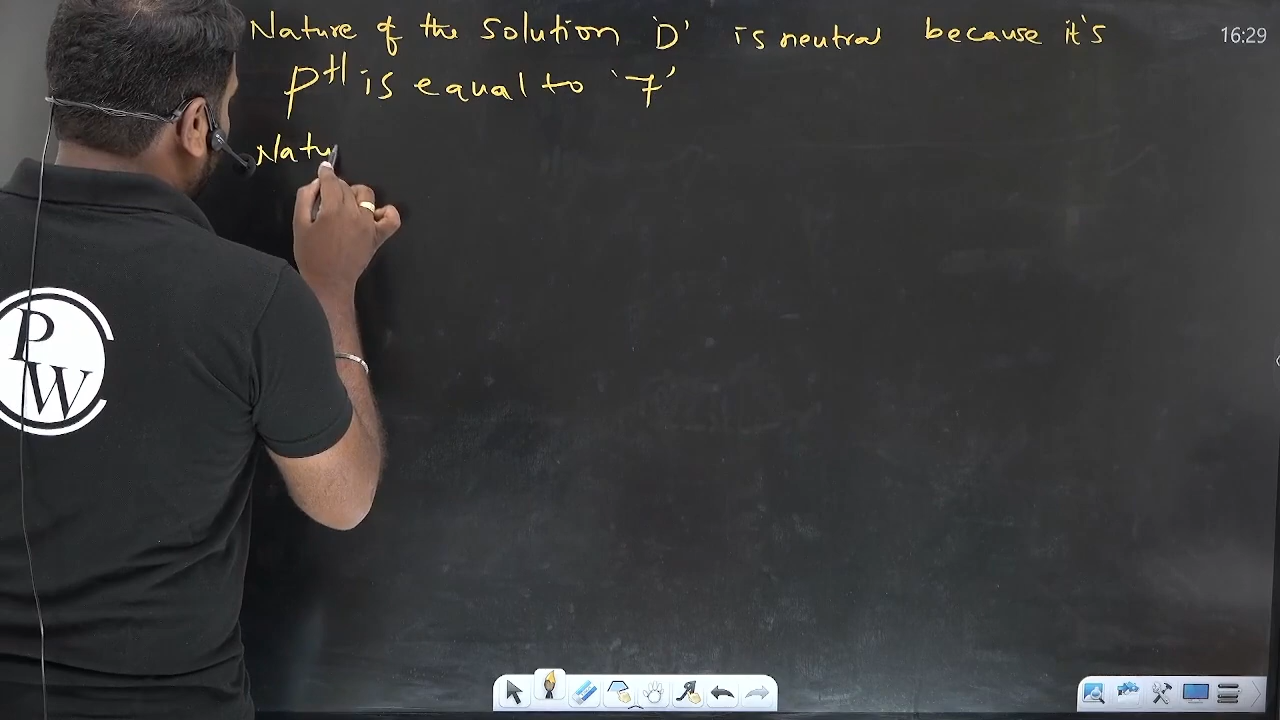 Nature of the solution 'D' is neutral because it's
16:29
pH is equal to '7'
Natu
P
W